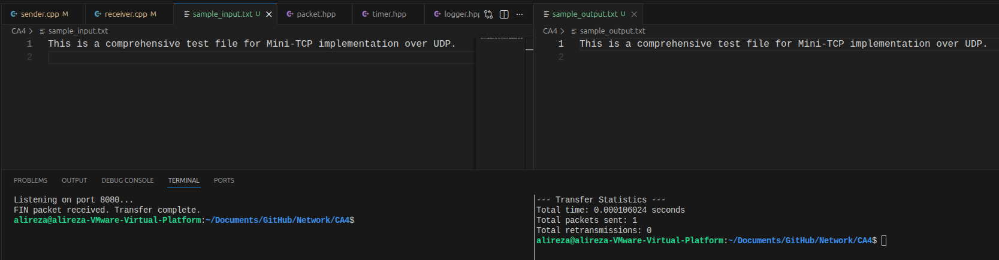 sender.cpp M receiver.cpp M sample_input.txt U packet.hpp timer.hpp logger.hpp
CA4 > sample_input.txt
1 This is a comprehensive test file for Mini-TCP implementation over UDP.
2
sample_output.txt U
CA4 > sample_output.txt
1 This is a comprehensive test file for Mini-TCP implementation over UDP.
2
PROBLEMS OUTPUT DEBUG CONSOLE TERMINAL PORTS
Listening on port 8080...
FIN packet received. Transfer complete.
alireza@alireza-VMware-Virtual-Platform:~/Documents/GitHub/Network/CA4$
--- Transfer Statistics ---
Total time: 0.000106024 seconds
Total packets sent: 1
Total retransmissions: 0
alireza@alireza-VMware-Virtual-Platform:~/Documents/GitHub/Network/CA4$